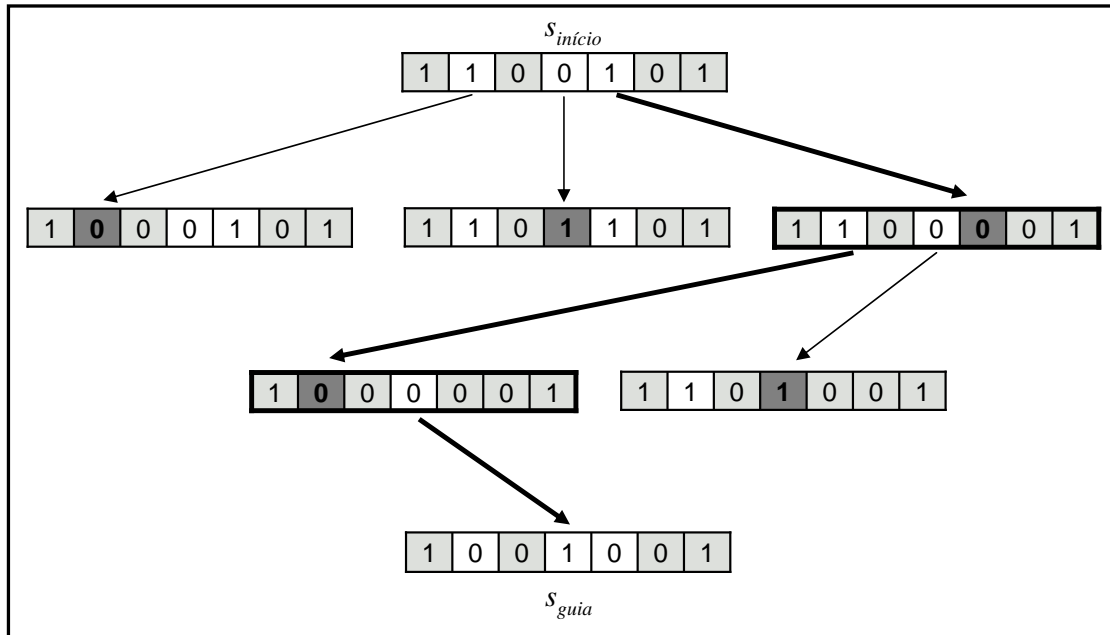 s início
1 1 0 0 1 0 1
1 0 0 0 1 0 1
1 1 0 1 1 0 1
1 1 0 0 0 0 1
1 0 0 0 0 0 1
1 1 0 1 0 0 1
1 0 0 1 0 0 1
s guia